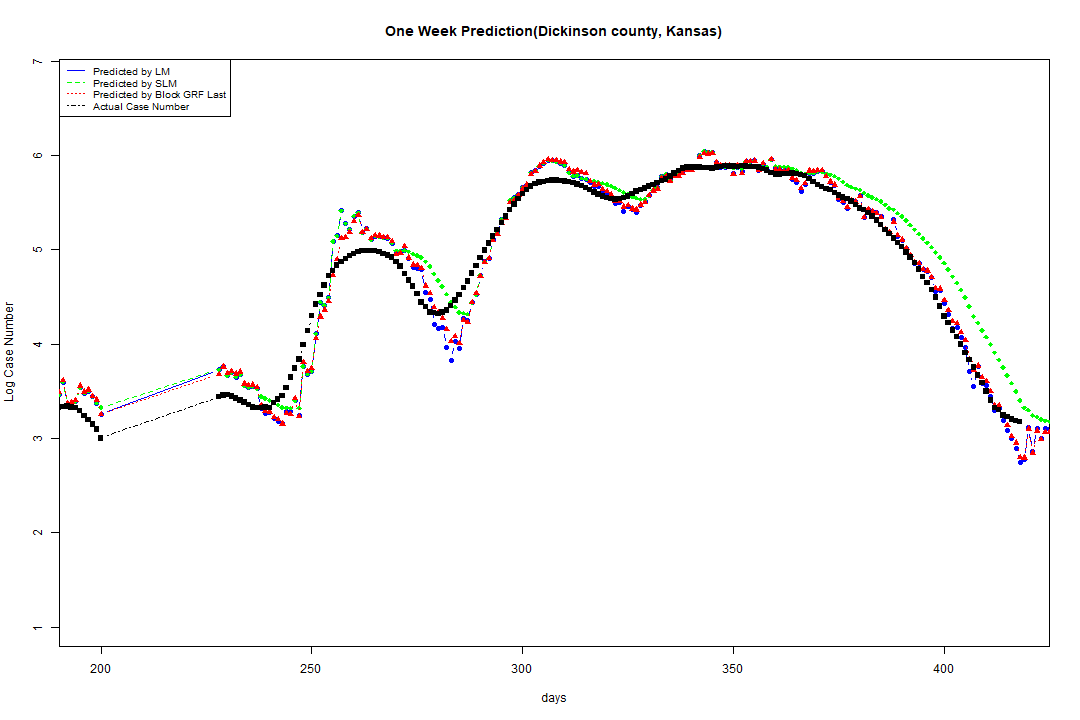 One Week Prediction(Dickinson county, Kansas)
Predicted by LM
Predicted by SLM
Predicted by Block GRF Last
Actual Case Number
7
6
5
4
3
2
1
Log Case Number
200 250 300 350 400
days